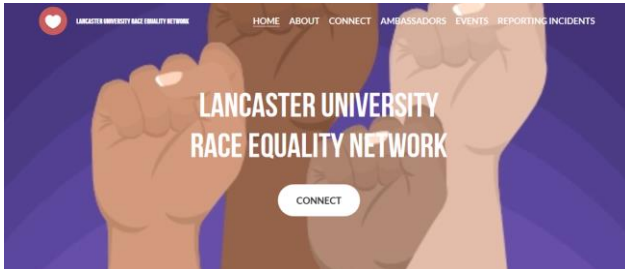 LANCASTER UNIVERSITY RACE EQUALITY NETWORK
HOME ABOUT CONNECT AMBASSADORS EVENTS REPORTING INCIDENTS
LANCASTER UNIVERSITY
RACE EQUALITY NETWORK
CONNECT